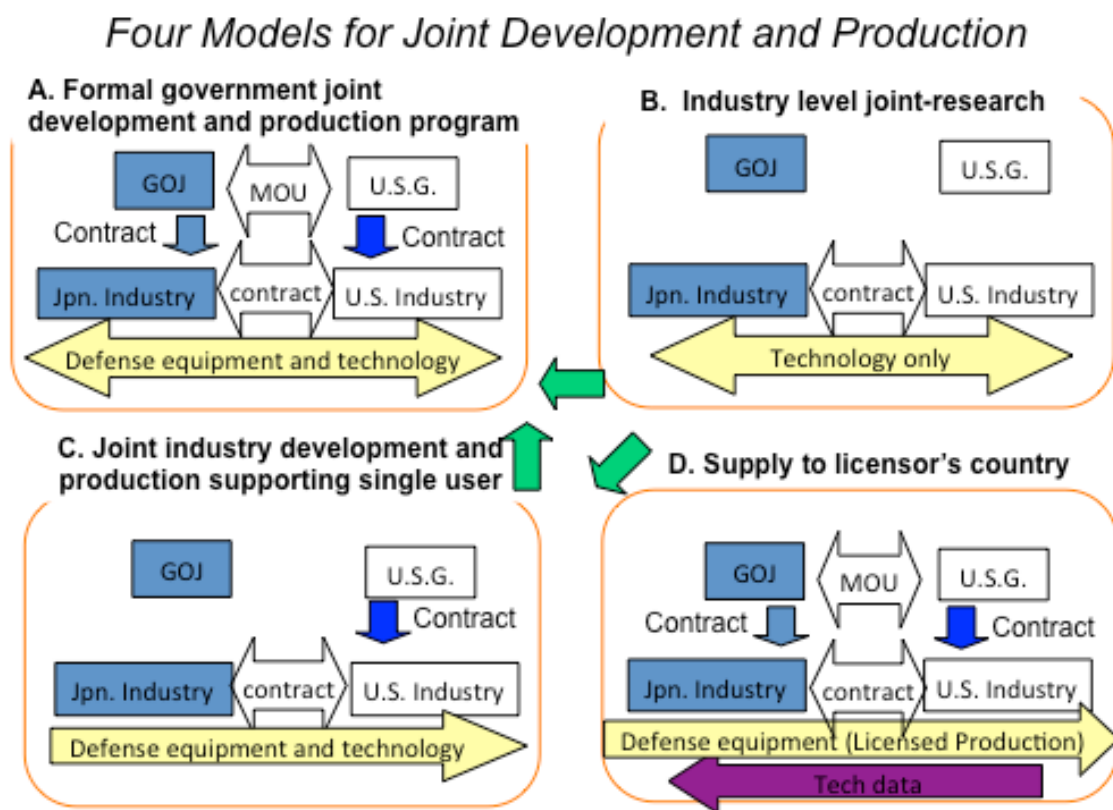 Four Models for Joint Development and Production
A. Formal government joint
development and production program
GOJ
MOU
U.S.G.
Contract
Contract
Jpn. Industry
contract
U.S. Industry
Defense equipment and technology
B. Industry level joint-research
GOJ
U.S.G.
Jpn. Industry
contract
U.S. Industry
Technology only
C. Joint industry development and
production supporting single user
GOJ
U.S.G.
Contract
Jpn. Industry
contract
U.S. Industry
Defense equipment and technology
D. Supply to licensor's country
GOJ
MOU
U.S.G.
Contract
Contract
Jpn. Industry
contract
U.S. Industry
Defense equipment (Licensed Production)
Tech data